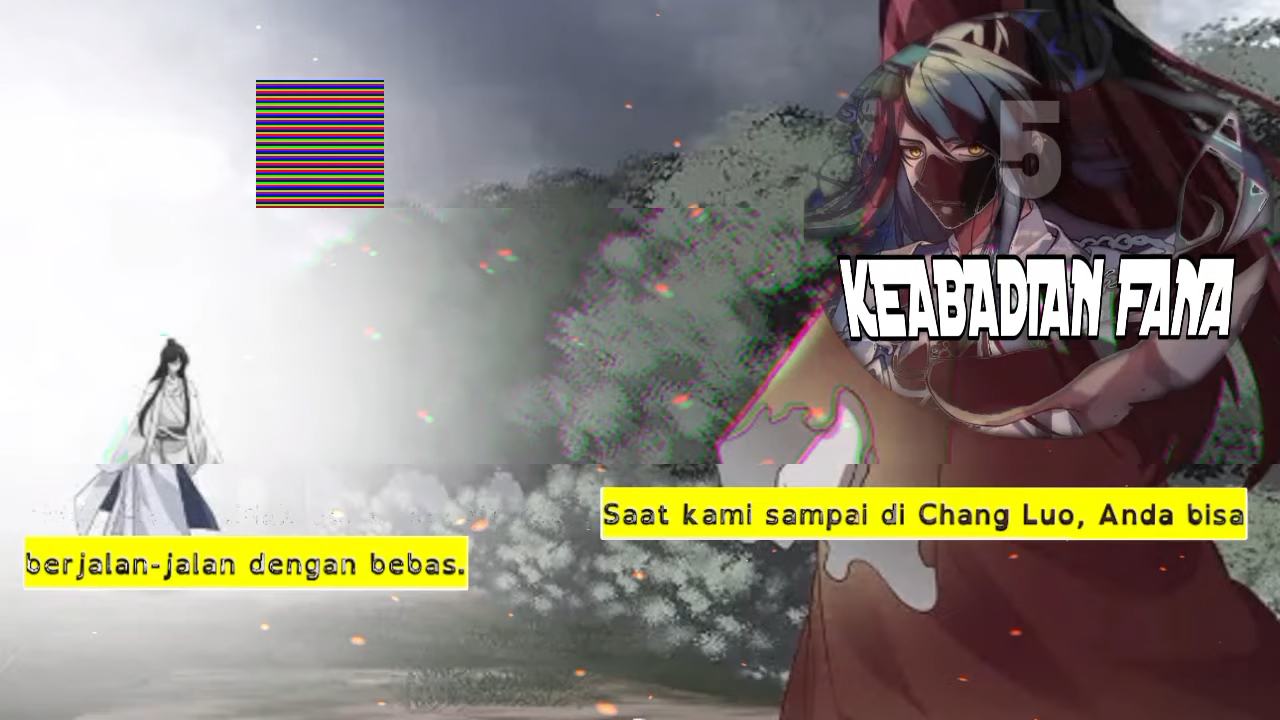 5
KEABADIAN FANA
Saat kami sampai di Chang Luo, Anda bisa
berjalan-jalan dengan bebas.